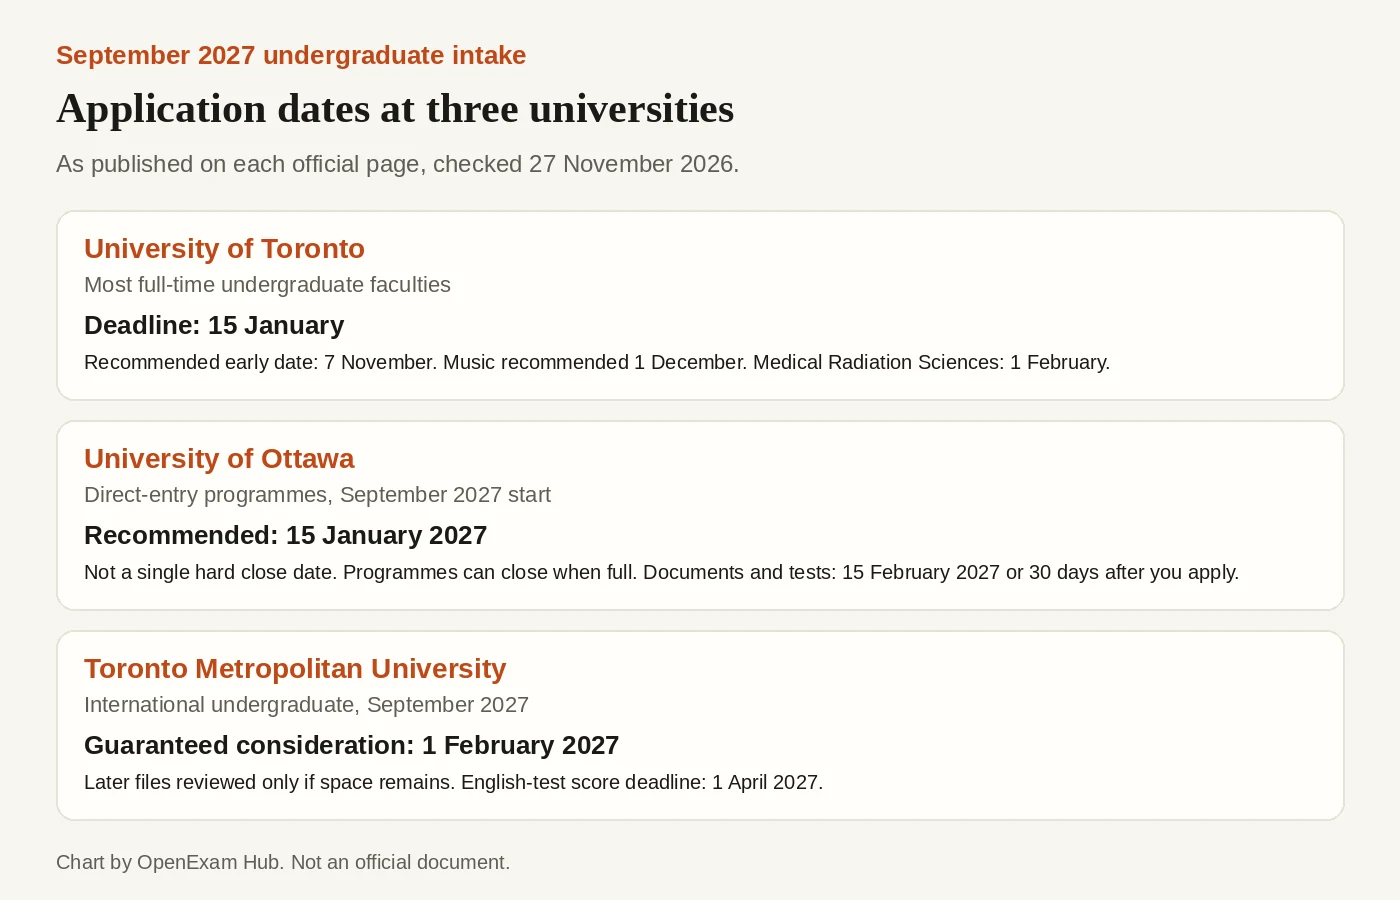 September 2027 undergraduate intake
Application dates at three universities
As published on each official page, checked 27 November 2026.
University of Toronto
Most full-time undergraduate faculties
Deadline: 15 January
Recommended early date: 7 November. Music recommended 1 December. Medical Radiation Sciences: 1 February.
University of Ottawa
Direct-entry programmes, September 2027 start
Recommended: 15 January 2027
Not a single hard close date. Programmes can close when full. Documents and tests: 15 February 2027 or 30 days after you apply.
Toronto Metropolitan University
International undergraduate, September 2027
Guaranteed consideration: 1 February 2027
Later files reviewed only if space remains. English-test score deadline: 1 April 2027.
Chart by OpenExam Hub. Not an official document.